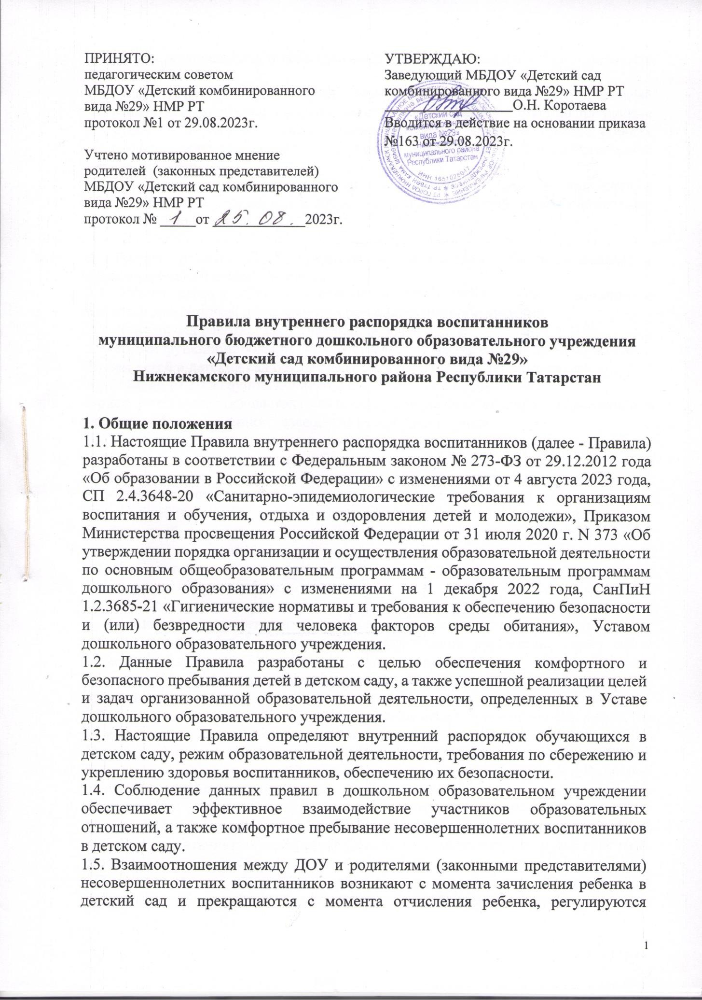 ПРИНЯТО:
педагогическим советом
МБДОУ «Детский комбинированного
вида №29» НМР РТ
протокол №1 от 29.08.2023г.
Учтено мотивированное мнение
родителей (законных представителей)
МБДОУ «Детский сад комбинированного
вида №29» НМР РТ
протокол № 1 от 25.08. 2023г.
УТВЕРЖДАЮ:
Заведующий МБДОУ «Детский сад
комбинированного вида №29» НМР РТ
О.Н. Коротаева
Вводится в действие на основании приказа
№163 от 29.08.2023г.
«Детский сад
комбинированного
вида №29»
Нижнекамского
муниципального района
Республики Татарстан
Правила внутреннего распорядка воспитанников
муниципального бюджетного дошкольного образовательного учреждения
«Детский сад комбинированного вида №29»
Нижнекамского муниципального района Республики Татарстан
1. Общие положения
1.1. Настоящие Правила внутреннего распорядка воспитанников (далее - Правила)
разработаны в соответствии с Федеральным законом № 273-ФЗ от 29.12.2012 года
«Об образовании в Российской Федерации» с изменениями от 4 августа 2023 года,
СП 2.4.3648-20 «Санитарно-эпидемиологические требования к организациям
воспитания и обучения, отдыха и оздоровления детей и молодежи», Приказом
Министерства просвещения Российской Федерации от 31 июля 2020 г. N 373 «Об
утверждении порядка организации и осуществления образовательной деятельности
по основным общеобразовательным программам - образовательным программам
дошкольного образования» с изменениями на 1 декабря 2022 года, СанПиН
1.2.3685-21 «Гигиенические нормативы и требования к обеспечению безопасности
и (или) безвредности для человека факторов среды обитания», Уставом
дошкольного образовательного учреждения.
1.2. Данные Правила разработаны с целью обеспечения комфортного и
безопасного пребывания детей в детском саду, а также успешной реализации целей
и задач организованной образовательной деятельности, определенных в Уставе
дошкольного образовательного учреждения.
1.3. Настоящие Правила определяют внутренний распорядок обучающихся в
детском саду, режим образовательной деятельности, требования по сбережению и
укреплению здоровья воспитанников, обеспечению их безопасности.
1.4. Соблюдение данных правил в дошкольном образовательном учреждении
обеспечивает эффективное взаимодействие участников образовательных
отношений, а также комфортное пребывание несовершеннолетних воспитанников
в детском саду.
1.5. Взаимоотношения между ДОУ и родителями (законными представителями)
несовершеннолетних воспитанников возникают с момента зачисления ребенка в
детский сад и прекращаются с момента отчисления ребенка, регулируются
1